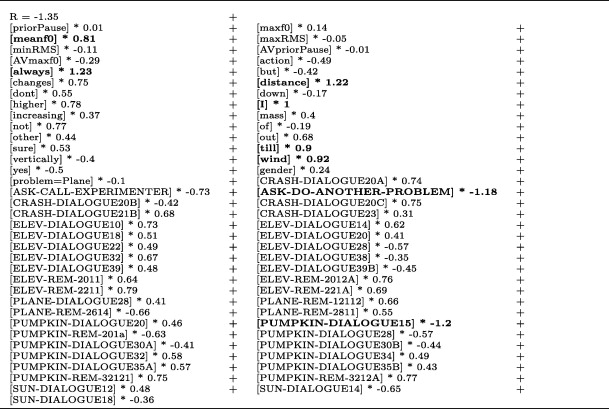 R = -1.35 +
[priorPause] * 0.01 + [maxf0] * 0.14 +
[meanf0] * 0.81 + [maxRMS] * -0.05 +
[minRMS] * -0.11 + [AVpriorPause] * -0.01 +
[AVmaxf0] * -0.29 + [action] * -0.49 +
[always] * 1.23 + [but] * -0.42 +
[changes] * 0.75 + [distance] * 1.22 +
[dont] * 0.55 + [down] * -0.17 +
[higher] * 0.78 + [I] * 1 +
[increasing] * 0.37 + [mass] * 0.4 +
[not] * 0.77 + [of] * -0.19 +
[other] * 0.44 + [out] * 0.68 +
[sure] * 0.53 + [till] * 0.9 +
[vertically] * -0.4 + [wind] * 0.92 +
[yes] * -0.5 + [gender] * 0.24 +
[problem=Plane] * -0.1 + [CRASH-DIALOGUE20A] * 0.74 +
[ASK-CALL-EXPERIMENTER] * -0.73 + [ASK-DO-ANOTHER-PROBLEM] * -1.18 +
[CRASH-DIALOGUE20B] * -0.42 + [CRASH-DIALOGUE20C] * 0.75 +
[CRASH-DIALOGUE21B] * 0.68 + [CRASH-DIALOGUE23] * 0.31 +
[ELEV-DIALOGUE10] * 0.73 + [ELEV-DIALOGUE14] * 0.62 +
[ELEV-DIALOGUE18] * 0.51 + [ELEV-DIALOGUE20] * 0.41 +
[ELEV-DIALOGUE22] * 0.49 + [ELEV-DIALOGUE28] * -0.57 +
[ELEV-DIALOGUE32] * 0.67 + [ELEV-DIALOGUE38] * -0.35 +
[ELEV-DIALOGUE39] * 0.48 + [ELEV-DIALOGUE39B] * -0.45 +
[ELEV-REM-2011] * 0.64 + [ELEV-REM-2012A] * 0.76 +
[ELEV-REM-2211] * 0.79 + [ELEV-REM-221A] * 0.69 +
[PLANE-DIALOGUE28] * 0.41 + [PLANE-REM-12112] * 0.66 +
[PLANE-REM-2614] * -0.66 + [PLANE-REM-2811] * 0.55 +
[PUMPKIN-DIALOGUE20] * 0.46 + [PUMPKIN-DIALOGUE15] * -1.2 +
[PUMPKIN-REM-201a] * -0.63 + [PUMPKIN-DIALOGUE28] * -0.57 +
[PUMPKIN-DIALOGUE30A] * -0.41 + [PUMPKIN-DIALOGUE30B] * -0.44 +
[PUMPKIN-DIALOGUE32] * 0.58 + [PUMPKIN-DIALOGUE34] * 0.49 +
[PUMPKIN-DIALOGUE35A] * 0.57 + [PUMPKIN-DIALOGUE35B] * 0.43 +
[PUMPKIN-REM-32121] * 0.75 + [PUMPKIN-REM-3212A] * 0.77 +
[SUN-DIALOGUE12] * 0.48 + [SUN-DIALOGUE14] * -0.65 +
[SUN-DIALOGUE18] * -0.36